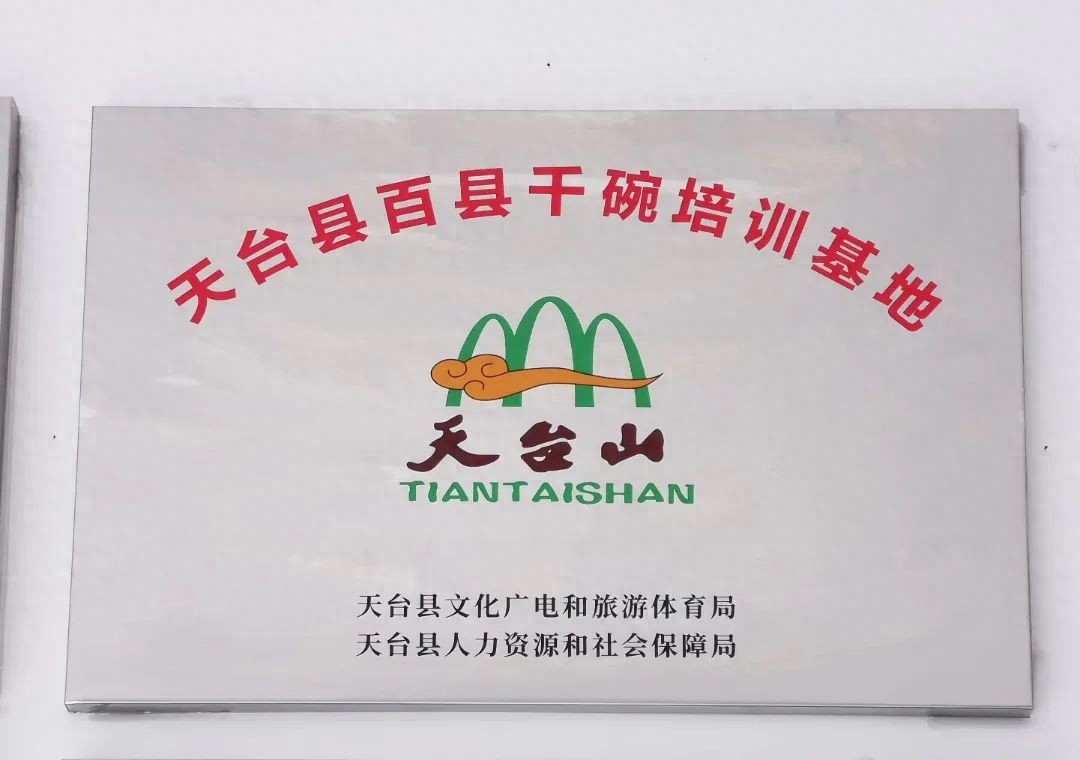 天台县百县千碗培训基地
天台山
TIANTAISHAN
天台县文化广电和旅游体育局
天台县人力资源和社会保障局